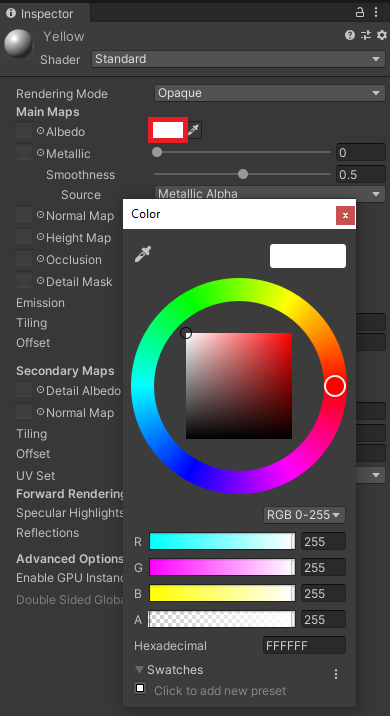 Inspector
Yellow
Shader Standard
Rendering Mode Opaque
Main Maps
Albedo
Metallic 0
Smoothness 0.5
Source Metallic Alpha
Normal Map
Height Map
Occlusion
Detail Mask
Emission
Tiling
Offset
Secondary Maps
Detail Albedo
Normal Map
Tiling
Offset
UV Set
Forward Rendering
Specular Highlights
Reflections
Advanced Options
Enable GPU Instan
Double Sided Globa
Color
x
RGB 0-255
R 255
G 255
B 255
A 255
Hexadecimal FFFFFF
Swatches
Click to add new preset